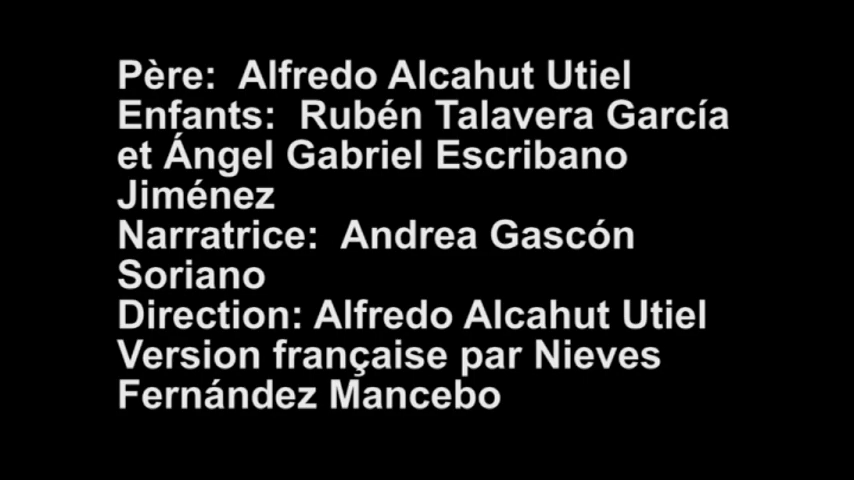 Père:  Alfredo Alcahut Utiel
Enfants:  Rubén Talavera García
et Ángel Gabriel Escribano
Jiménez
Narratrice:  Andrea Gascón
Soriano
Direction: Alfredo Alcahut Utiel
Version française par Nieves
Fernández Mancebo